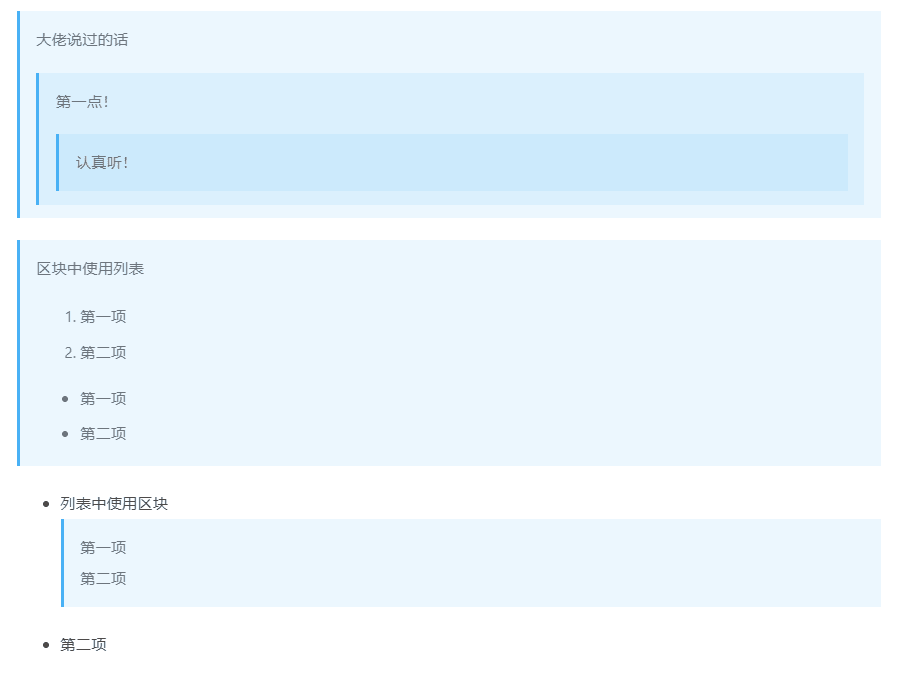 大佬说过的话
第一点！
认真听！
区块中使用列表
1. 第一项
2. 第二项
• 第一项
• 第二项
• 列表中使用区块
第一项
第二项
• 第二项